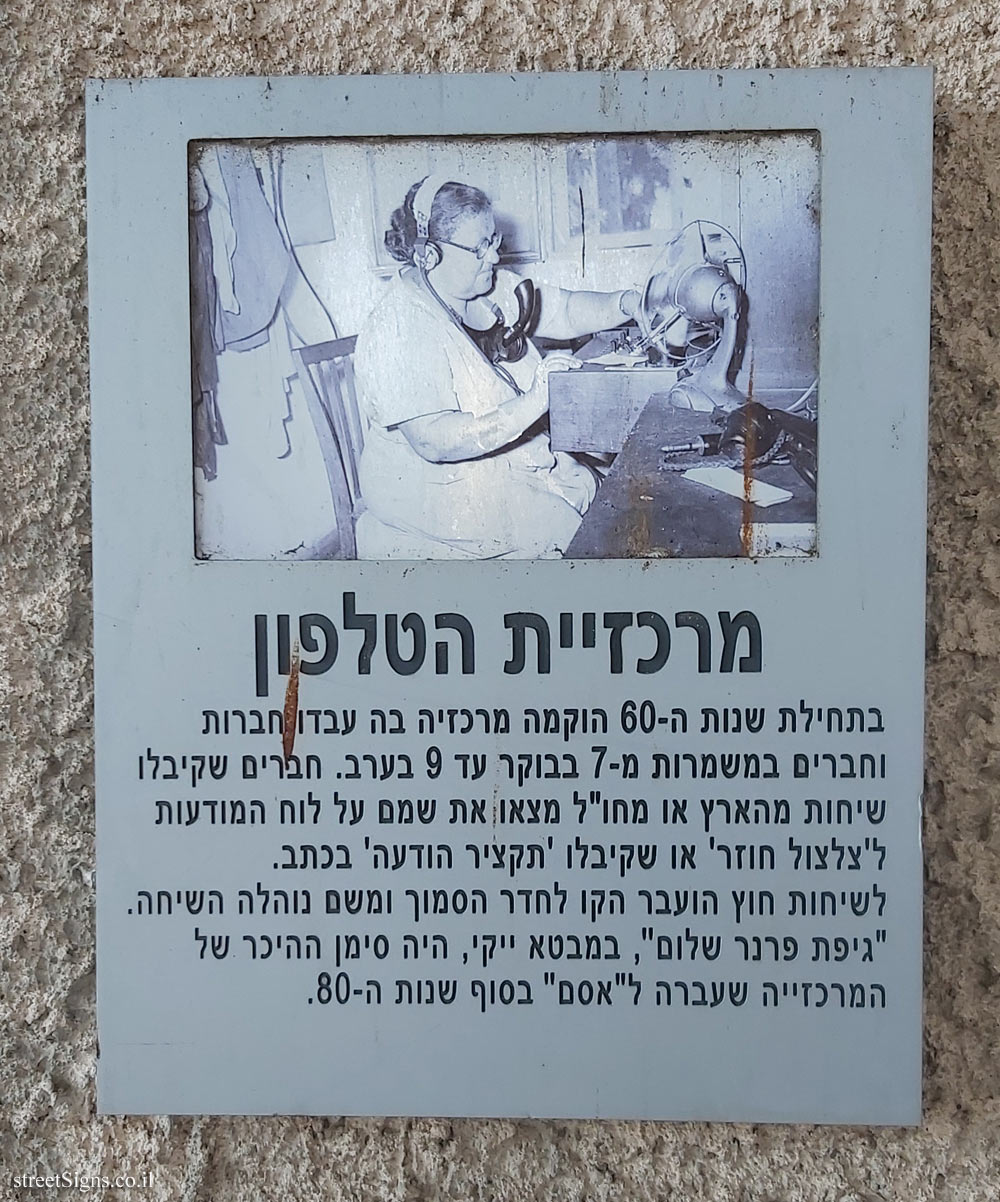 מרכזיית הטלפון
בתחילת שנות ה-60 הוקמה מרכזיה בה עבדו חברות
וחברים במשמרות מ-7 בבוקר עד 9 בערב. חברים שקיבלו
שיחות מהארץ או מחו"ל מצאו את שמם על לוח המודעות
ל'צלצול חוזר' או שקיבלו 'תקציר הודעה' בכתב.
לשיחות חוץ הועבר הקו לחדר הסמוך ומשם נוהלה השיחה.
"גיפת פרנר שלום", במבטא ייקי, היה סימן ההיכר של
המרכזייה שעברה ל"אסם" בסוף שנות ה-80.
streetSigns.co.il